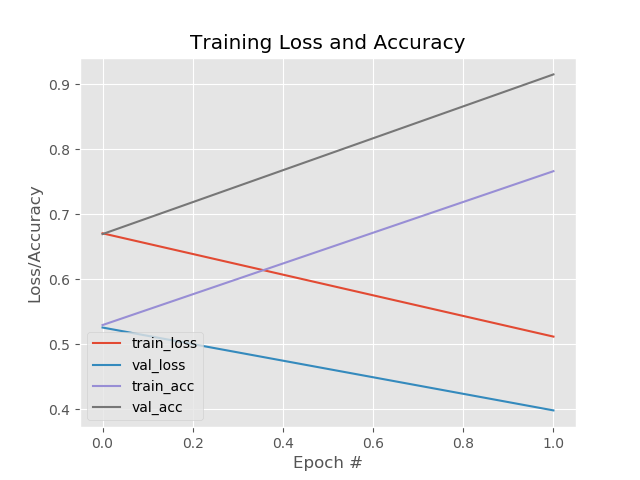 Training Loss and Accuracy
0.9
0.8
0.7
0.6
0.5
0.4
Loss/Accuracy
train_loss
val_loss
train_acc
val_acc
0.0 0.2 0.4 0.6 0.8 1.0
Epoch #